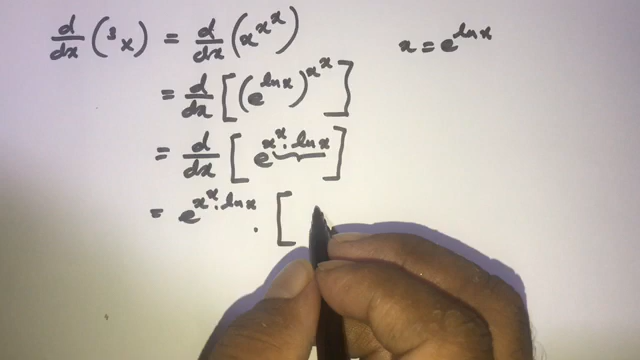 d/dx (³x) = d/dx (x^x^x)    x = e^{ln x}
= d/dx [(e^{ln x})^{x^x}]
= d/dx [e^{x^x · ln x}]
= e^{x^x · ln x} · [